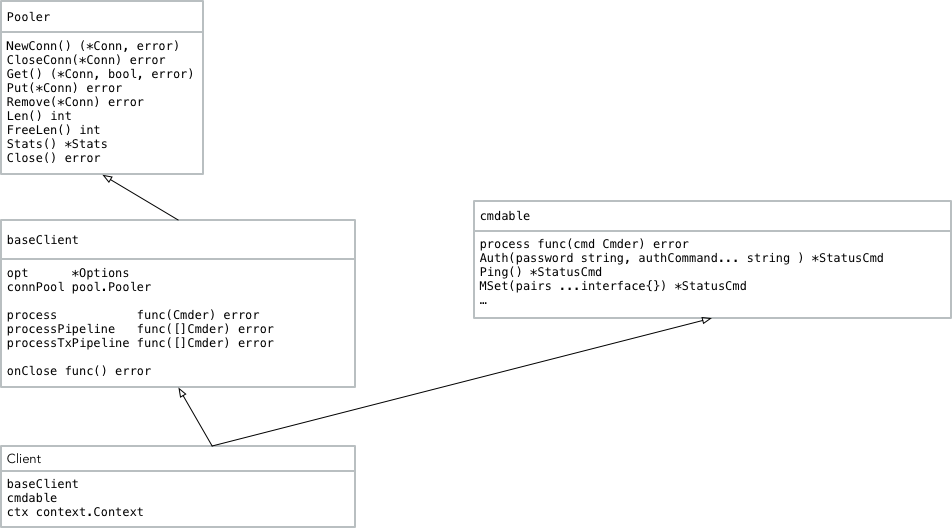 Pooler
NewConn() (*Conn, error)
CloseConn(*Conn) error
Get() (*Conn, bool, error)
Put(*Conn) error
Remove(*Conn) error
Len() int
FreeLen() int
Stats() *Stats
Close() error
baseClient
opt      *Options
connPool pool.Pooler
process           func(Cmder) error
processPipeline   func([]Cmder) error
processTxPipeline func([]Cmder) error
onClose func() error
cmdable
process func(cmd Cmder) error
Auth(password string, authCommand... string ) *StatusCmd
Ping() *StatusCmd
MSet(pairs ...interface{}) *StatusCmd
…
Client
baseClient
cmdable
ctx context.Context